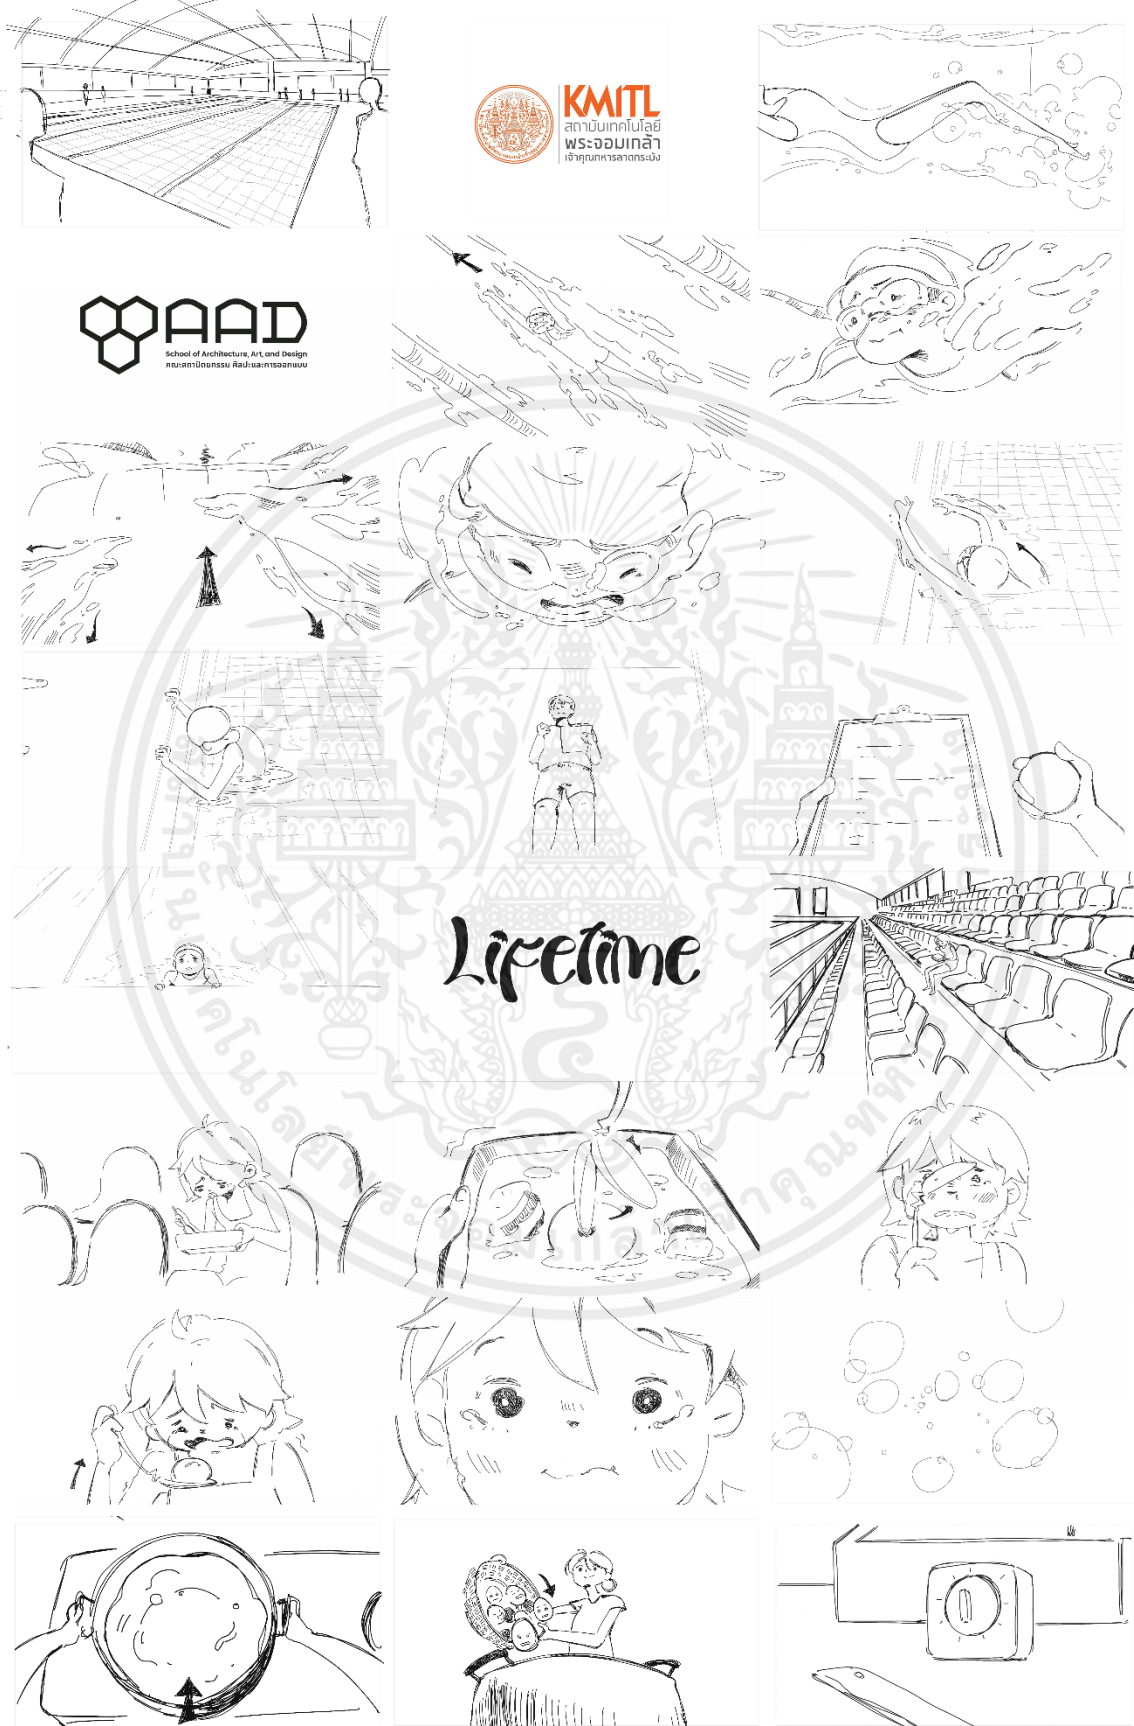 KMITL
สถาบันเทคโนโลยี
พระจอมเกล้า
เจ้าคุณทหารลาดกระบัง
AAD
School of Architecture, Art, and Design
คณะสถาปัตยกรรม ศิลปะและการออกแบบ
Lifetime